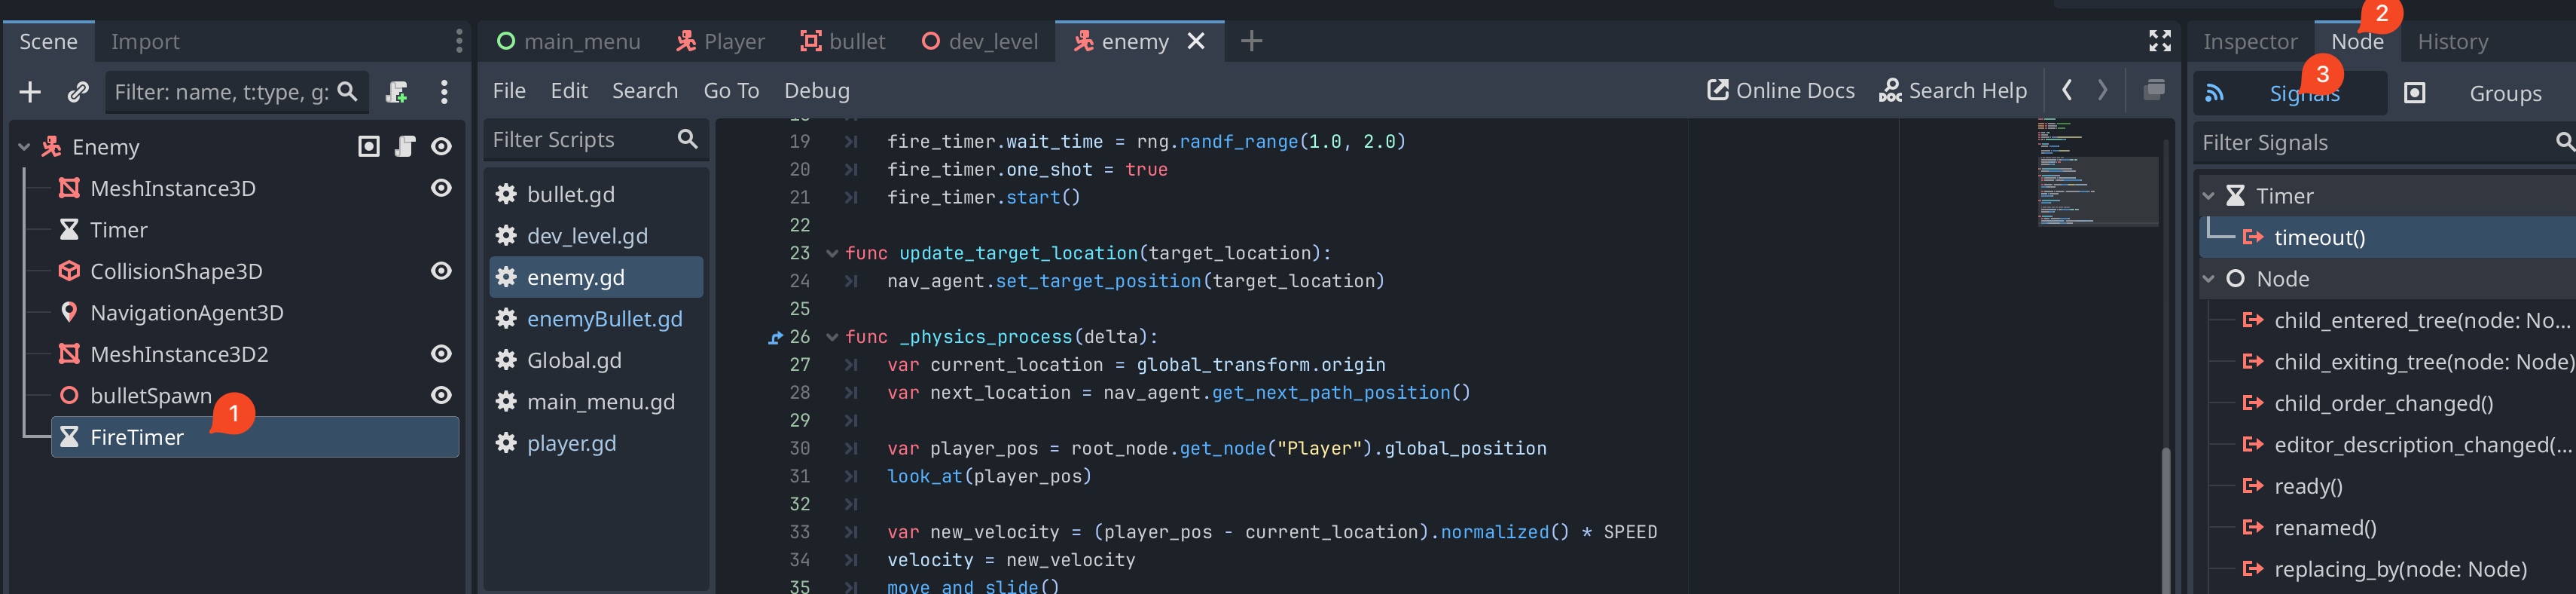 Scene
Import
Filter: name, t:type, g:
Enemy
MeshInstance3D
Timer
CollisionShape3D
NavigationAgent3D
MeshInstance3D2
bulletSpawn
1
FireTimer
main_menu
Player
bullet
dev_level
enemy
File Edit Search Go To Debug
Online Docs
Search Help
Filter Scripts
bullet.gd
dev_level.gd
enemy.gd
enemyBullet.gd
Global.gd
main_menu.gd
player.gd
19 fire_timer.wait_time = rng.randf_range(1.0, 2.0)
20 fire_timer.one_shot = true
21 fire_timer.start()
22
23 func update_target_location(target_location):
24 nav_agent.set_target_position(target_location)
25
26 func _physics_process(delta):
27 var current_location = global_transform.origin
28 var next_location = nav_agent.get_next_path_position()
29
30 var player_pos = root_node.get_node("Player").global_position
31 look_at(player_pos)
32
33 var new_velocity = (player_pos - current_location).normalized() * SPEED
34 velocity = new_velocity
35 move_and_slide()
2
Inspector
Node
History
3
Signals
Groups
Filter Signals
Timer
timeout()
Node
child_entered_tree(node: No...
child_exiting_tree(node: Node)
child_order_changed()
editor_description_changed(...
ready()
renamed()
replacing_by(node: Node)